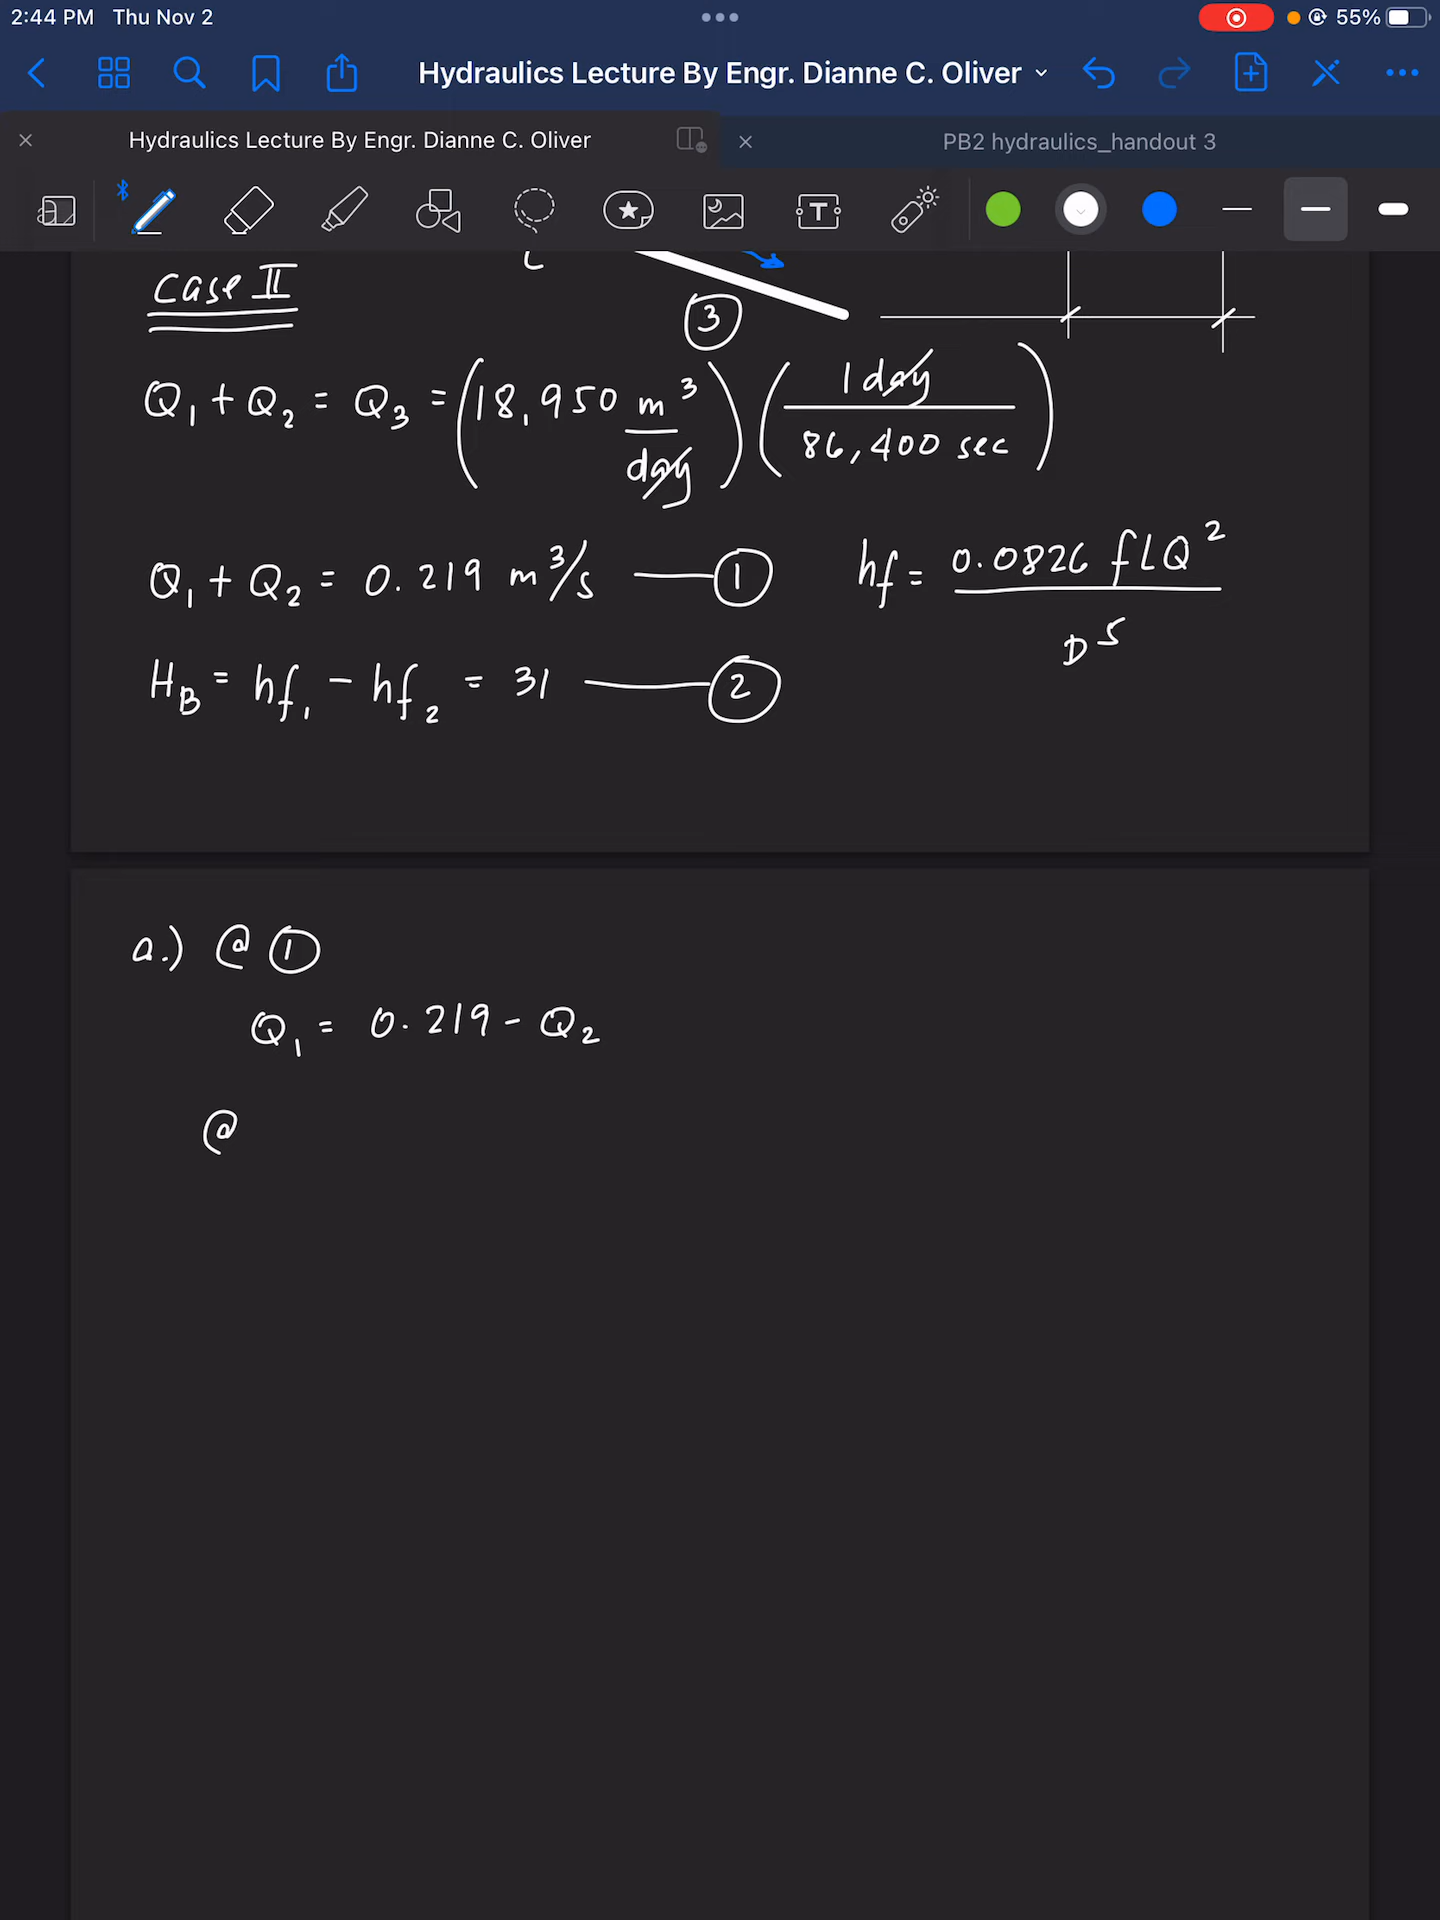 2:44 PM Thu Nov 2
55%
Hydraulics Lecture By Engr. Dianne C. Oliver
Hydraulics Lecture By Engr. Dianne C. Oliver
PB2 hydraulics_handout 3
T
Case II
3
Q₁ + Q₂ = Q₃ = (18,950 m³/day)(1 day/86,400 sec)
Q₁ + Q₂ = 0.219 m³/s — ①
hf = 0.0826 fLQ²/D⁵
H_B = hf₁ - hf₂ = 31 — ②
a.) @ ①
Q₁ = 0.219 - Q₂
@